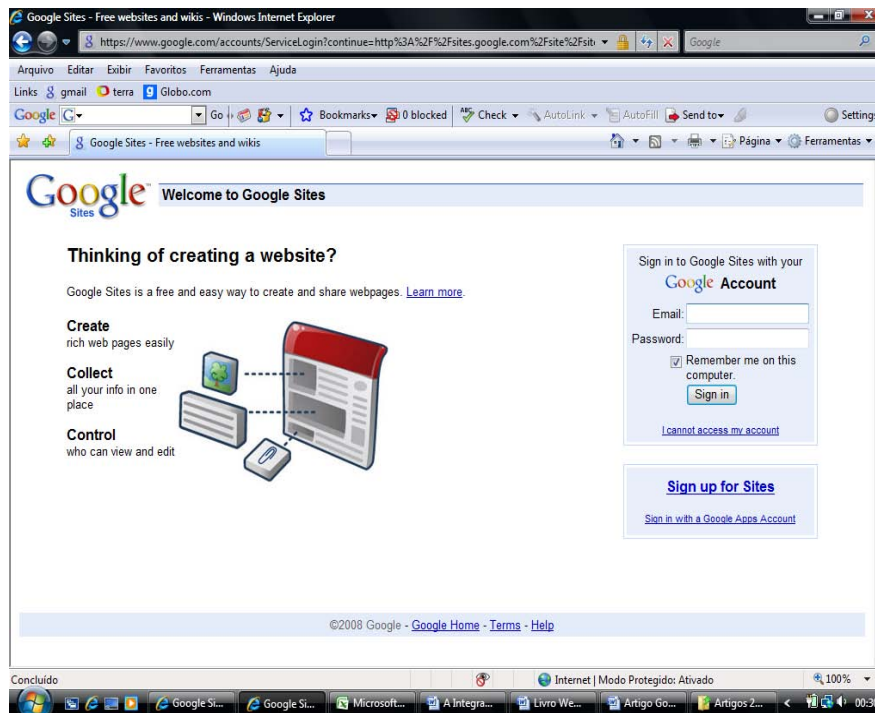 Google Sites - Free websites and wikis - Windows Internet Explorer
https://www.google.com/accounts/ServiceLogin?continue=http%3A%2F%2Fsites.google.com%2Fsite%2Fsit
Google
Arquivo Editar Exibir Favoritos Ferramentas Ajuda
Links gmail terra Globo.com
Google G Go Bookmarks 0 blocked ABC Check AutoLink AutoFill Send to Settings
Google Sites - Free websites and wikis Página Ferramentas
Google Sites Welcome to Google Sites
Thinking of creating a website?
Google Sites is a free and easy way to create and share webpages. Learn more.
Create
rich web pages easily
Collect
all your info in one
place
Control
who can view and edit
Sign in to Google Sites with your
Google Account
Email:
Password:
Remember me on this
computer.
Sign in
I cannot access my account
Sign up for Sites
Sign in with a Google Apps Account
©2008 Google - Google Home - Terms - Help
Concluído Internet | Modo Protegido: Ativado 100%
Google Si... Google Si... Microsoft... A Integra... Livro We... Artigo Go... Artigos 2...